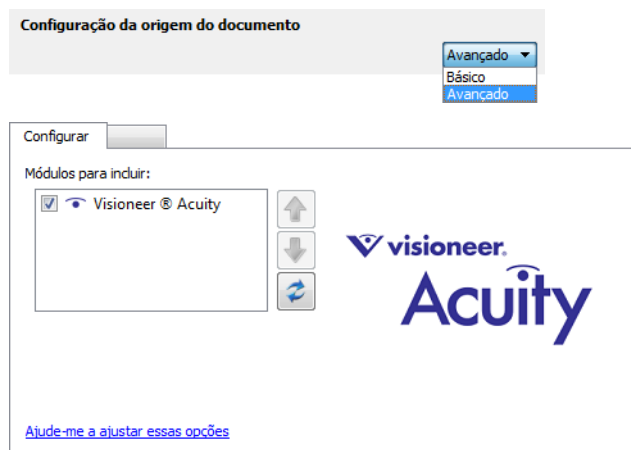 Configuração da origem do documento
Avançado
Básico
Avançado
Configurar
Módulos para incluir:
Visioneer ® Acuity
visioneer®
Acuity
Ajude-me a ajustar essas opções